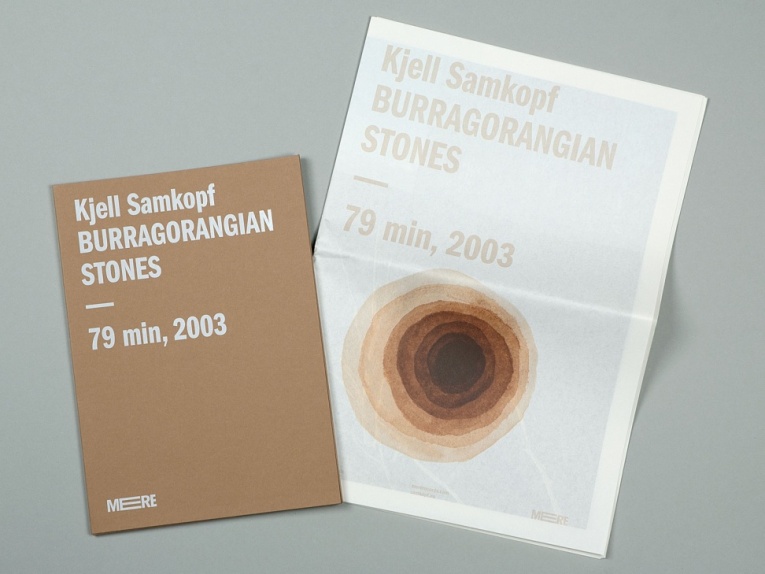 Kjell Samkopf
BURRAGORANGIAN
STONES
79 min, 2003
MERE
Kjell Samkopf
BURRAGORANGIAN
STONES
79 min, 2003
MERE